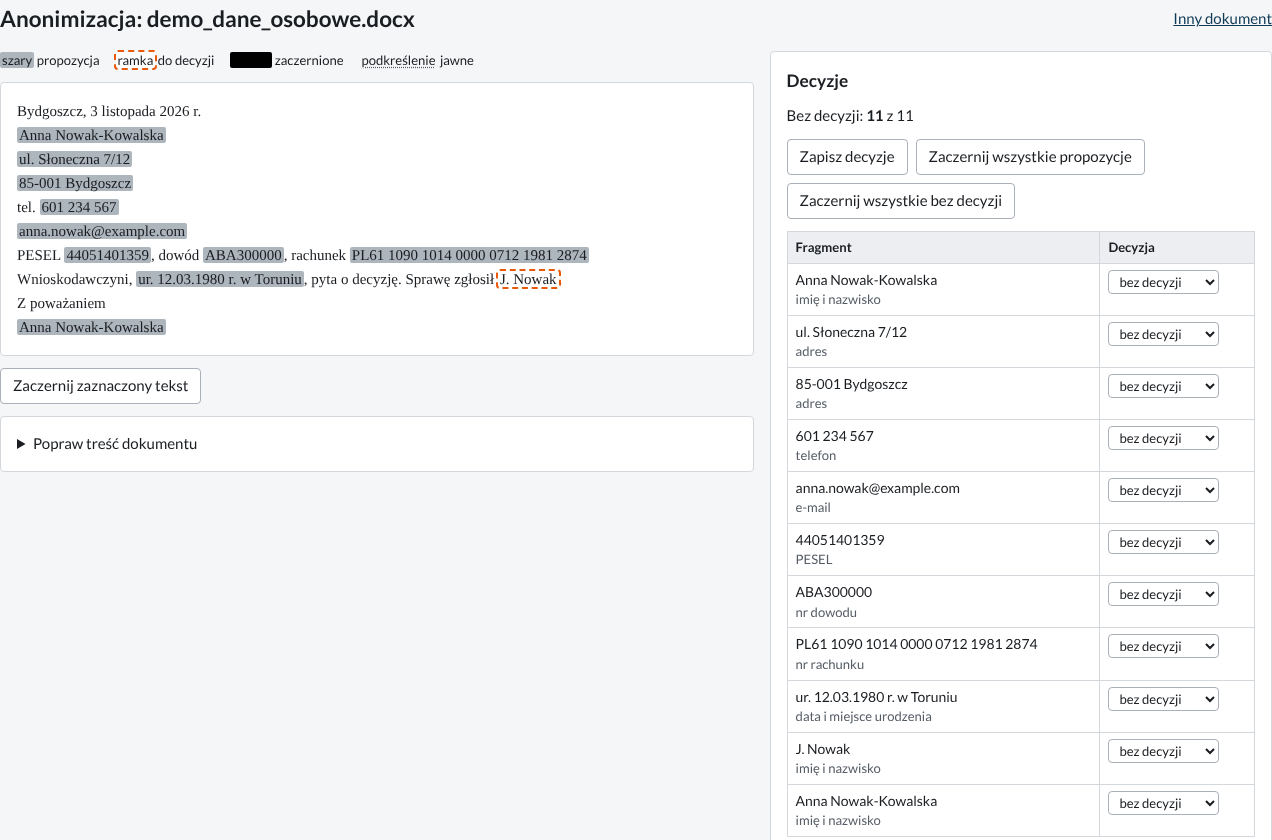 Anonimizacja: demo_dane_osobowe.docx
Inny dokument
szary propozycja ramka do decyzji zaczernione podkreślenie jawne
Bydgoszcz, 3 listopada 2026 r.
Anna Nowak-Kowalska
ul. Słoneczna 7/12
85-001 Bydgoszcz
tel. 601 234 567
anna.nowak@example.com
PESEL 44051401359, dowód ABA300000, rachunek PL61 1090 1014 0000 0712 1981 2874
Wnioskodawczyni, ur. 12.03.1980 r. w Toruniu, pyta o decyzję. Sprawę zgłosił J. Nowak
Z poważaniem
Anna Nowak-Kowalska
Zaczernij zaznaczony tekst
Popraw treść dokumentu
Decyzje
Bez decyzji: 11 z 11
Zapisz decyzje
Zaczernij wszystkie propozycje
Zaczernij wszystkie bez decyzji
Fragment Decyzja
Anna Nowak-Kowalska bez decyzji
imię i nazwisko
ul. Słoneczna 7/12 bez decyzji
adres
85-001 Bydgoszcz bez decyzji
adres
601 234 567 bez decyzji
telefon
anna.nowak@example.com bez decyzji
e-mail
44051401359 bez decyzji
PESEL
ABA300000 bez decyzji
nr dowodu
PL61 1090 1014 0000 0712 1981 2874 bez decyzji
nr rachunku
ur. 12.03.1980 r. w Toruniu bez decyzji
data i miejsce urodzenia
J. Nowak bez decyzji
imię i nazwisko
Anna Nowak-Kowalska bez decyzji
imię i nazwisko